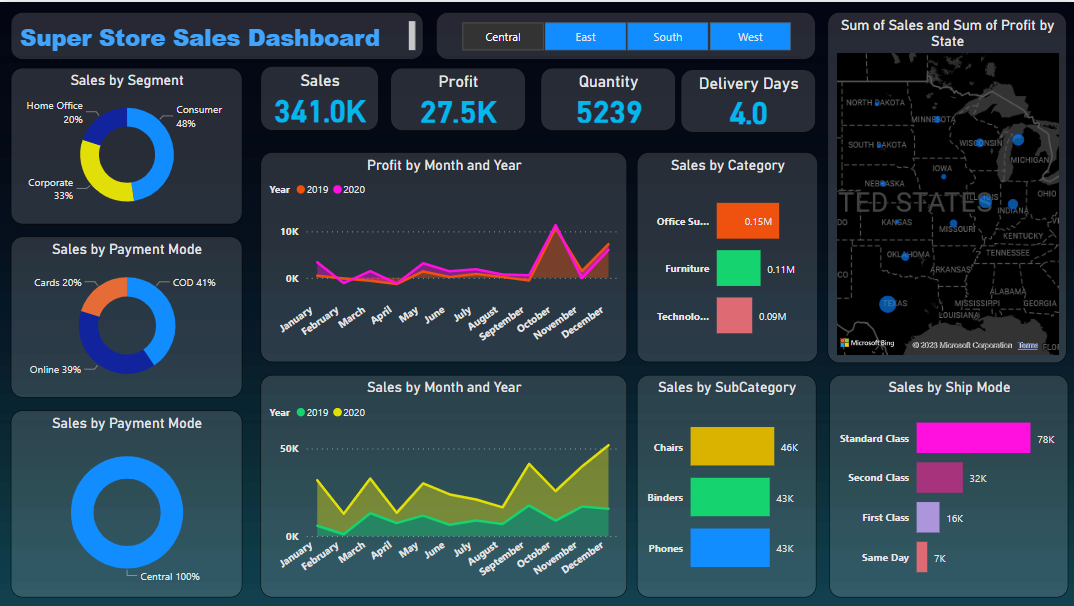 Super Store Sales Dashboard
Central East South West
Sum of Sales and Sum of Profit by
State
Sales by Segment
Home Office
20%
Consumer
48%
Corporate
33%
Sales
341.0K
Profit
27.5K
Quantity
5239
Delivery Days
4.0
NORTH DAKOTA
MINNESOTA
SOUTH DAKOTA
WISCONSIN
MICHIGAN
IOWA
NEBRASKA
TED STATES
ILLINOIS
INDIANA
OHIO
DO
KANSAS
MISSOURI
KENTUCKY
OKLAHOMA
TENNESSEE
CO
ARKANSAS
ALABAMA
TEXAS
MISSISSIPPI
GEORGIA
LOUISIANA
FLOR
Microsoft Bing
© 2023 Microsoft Corporation Terms
Profit by Month and Year
Year 2019 2020
10K
0K
January
February
March
April
May
June
July
August
September
October
November
December
Sales by Category
Office Su... 0.15M
Furniture 0.11M
Technolo... 0.09M
Sales by Payment Mode
Cards 20%
COD 41%
Online 39%
Sales by Payment Mode
Central 100%
Sales by Month and Year
Year 2019 2020
50K
0K
January
February
March
April
May
June
July
August
September
October
November
December
Sales by SubCategory
Chairs 46K
Binders 43K
Phones 43K
Sales by Ship Mode
Standard Class 78K
Second Class 32K
First Class 16K
Same Day 7K